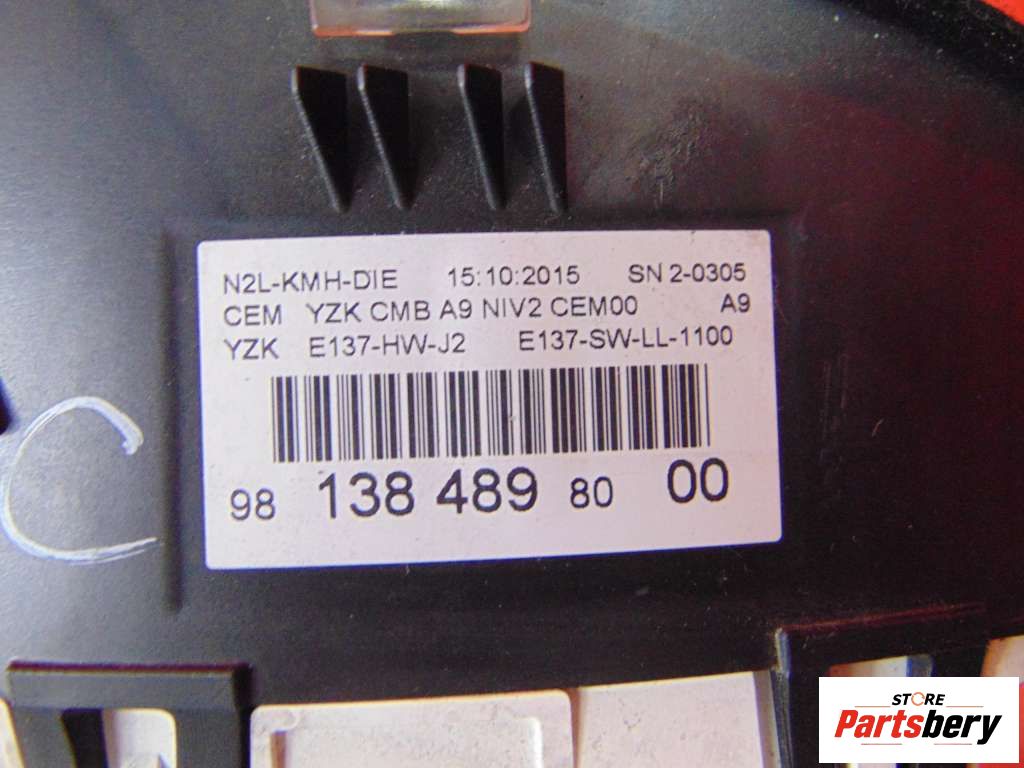 N2L-KMH-DIE 15:10:2015 SN 2-0305
CEM YZK CMB A9 NIV2 CEM00 A9
YZK E137-HW-J2 E137-SW-LL-1100
98 138 489 80 00
C
STORE
Partsbery